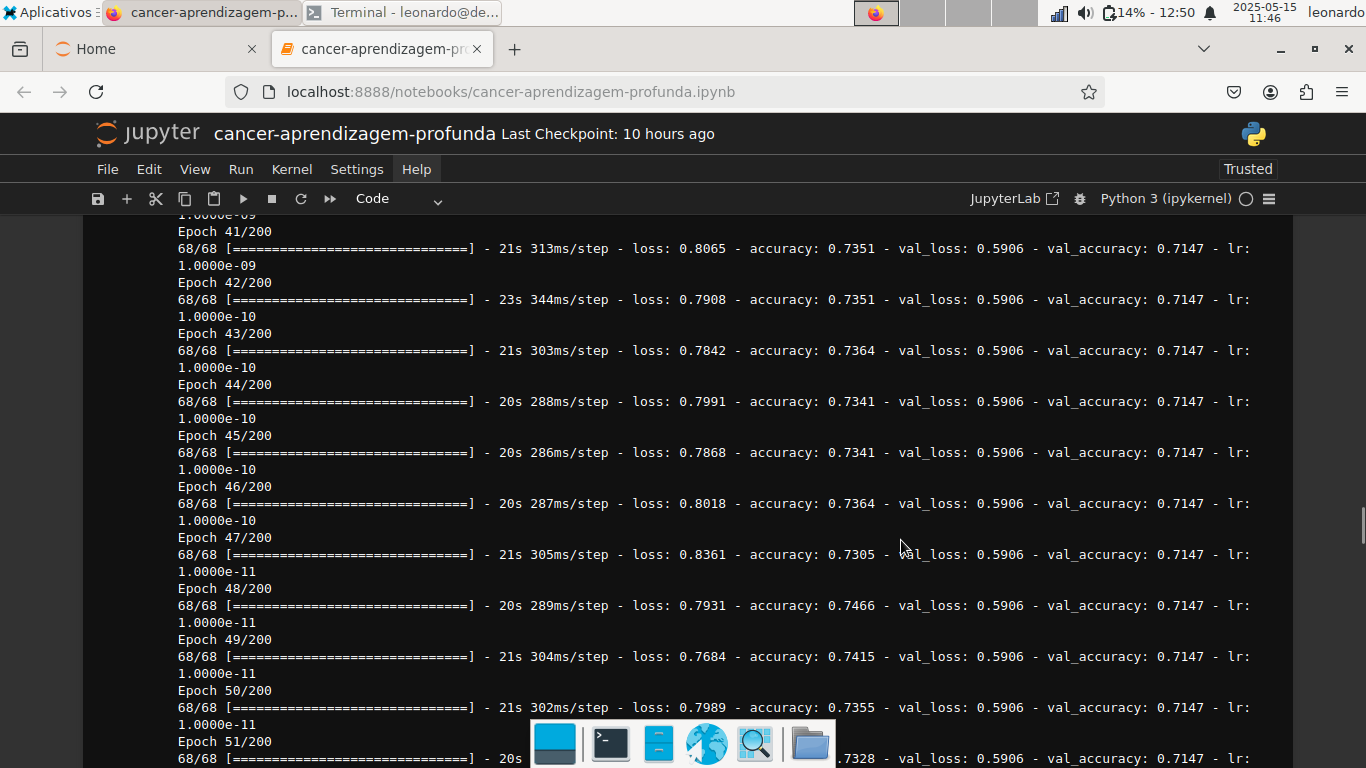 Aplicativos
cancer-aprendizagem-p...
Terminal - leonardo@de...
14% - 12:50
2025-05-15
11:46
leonardo
Home
cancer-aprendizagem-pro
localhost:8888/notebooks/cancer-aprendizagem-profunda.ipynb
jupyter cancer-aprendizagem-profunda Last Checkpoint: 10 hours ago
File Edit View Run Kernel Settings Help Trusted
Code JupyterLab Python 3 (ipykernel)
1.0000e-09
Epoch 41/200
68/68 [==============================] - 21s 313ms/step - loss: 0.8065 - accuracy: 0.7351 - val_loss: 0.5906 - val_accuracy: 0.7147 - lr:
1.0000e-09
Epoch 42/200
68/68 [==============================] - 23s 344ms/step - loss: 0.7908 - accuracy: 0.7351 - val_loss: 0.5906 - val_accuracy: 0.7147 - lr:
1.0000e-10
Epoch 43/200
68/68 [==============================] - 21s 303ms/step - loss: 0.7842 - accuracy: 0.7364 - val_loss: 0.5906 - val_accuracy: 0.7147 - lr:
1.0000e-10
Epoch 44/200
68/68 [==============================] - 20s 288ms/step - loss: 0.7991 - accuracy: 0.7341 - val_loss: 0.5906 - val_accuracy: 0.7147 - lr:
1.0000e-10
Epoch 45/200
68/68 [==============================] - 20s 286ms/step - loss: 0.7868 - accuracy: 0.7341 - val_loss: 0.5906 - val_accuracy: 0.7147 - lr:
1.0000e-10
Epoch 46/200
68/68 [==============================] - 20s 287ms/step - loss: 0.8018 - accuracy: 0.7364 - val_loss: 0.5906 - val_accuracy: 0.7147 - lr:
1.0000e-10
Epoch 47/200
68/68 [==============================] - 21s 305ms/step - loss: 0.8361 - accuracy: 0.7305 - val_loss: 0.5906 - val_accuracy: 0.7147 - lr:
1.0000e-11
Epoch 48/200
68/68 [==============================] - 20s 289ms/step - loss: 0.7931 - accuracy: 0.7466 - val_loss: 0.5906 - val_accuracy: 0.7147 - lr:
1.0000e-11
Epoch 49/200
68/68 [==============================] - 21s 304ms/step - loss: 0.7684 - accuracy: 0.7415 - val_loss: 0.5906 - val_accuracy: 0.7147 - lr:
1.0000e-11
Epoch 50/200
68/68 [==============================] - 21s 302ms/step - loss: 0.7989 - accuracy: 0.7355 - val_loss: 0.5906 - val_accuracy: 0.7147 - lr:
1.0000e-11
Epoch 51/200
68/68 [==============================] - 20s .7328 - val_loss: 0.5906 - val_accuracy: 0.7147 - lr: